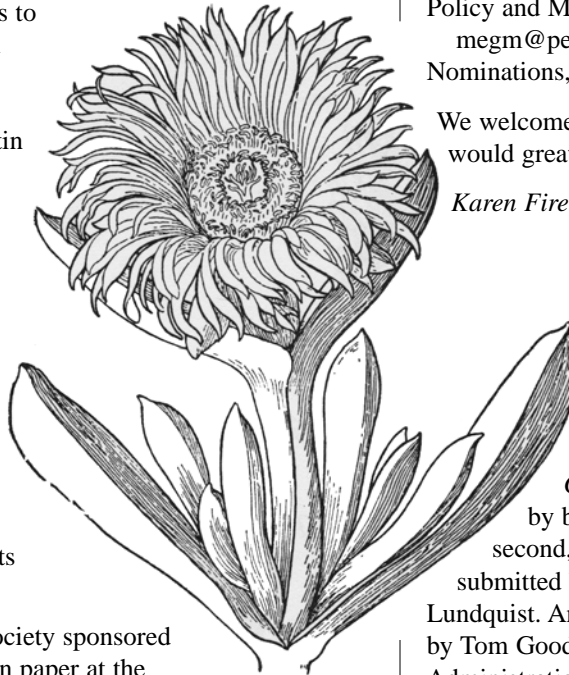 s to
tin
ts
ociety sponsored
n paper at the
Policy and M
megm@pe
Nominations,
We welcome
would great
Karen Fire
by b
second,
submitted
Lundquist. A
by Tom Good
Administratio